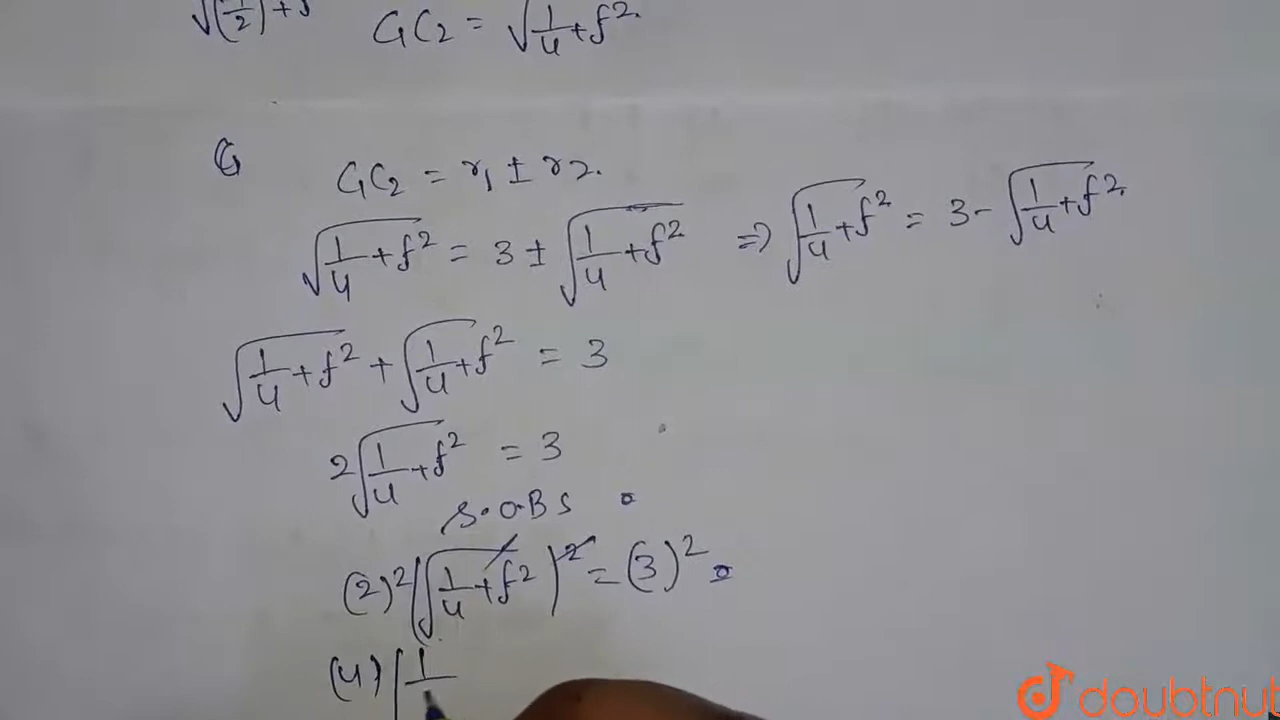 √(1/2)+f C1C2 = √1/4+f².
C1
C1C2 = r1 ± r2.
√1/4+f² = 3 ± √1/4+f² ⇒ √1/4+f² = 3 - √1/4+f².
√1/4+f² + √1/4+f² = 3
2√1/4+f² = 3
S.O.B.S
(2)²(√1/4+f²)² = (3)²
(4)(1
doubtnut